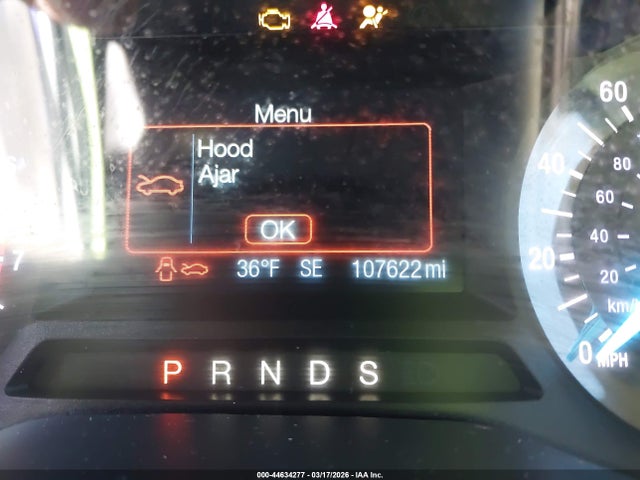 Menu
Hood
Ajar
OK
36°F SE 107622 mi
P R N D S
60
40
20
0 MPH
80
60
40
20
km/h
7
000-44634277 - 03/17/2026 - IAA Inc.